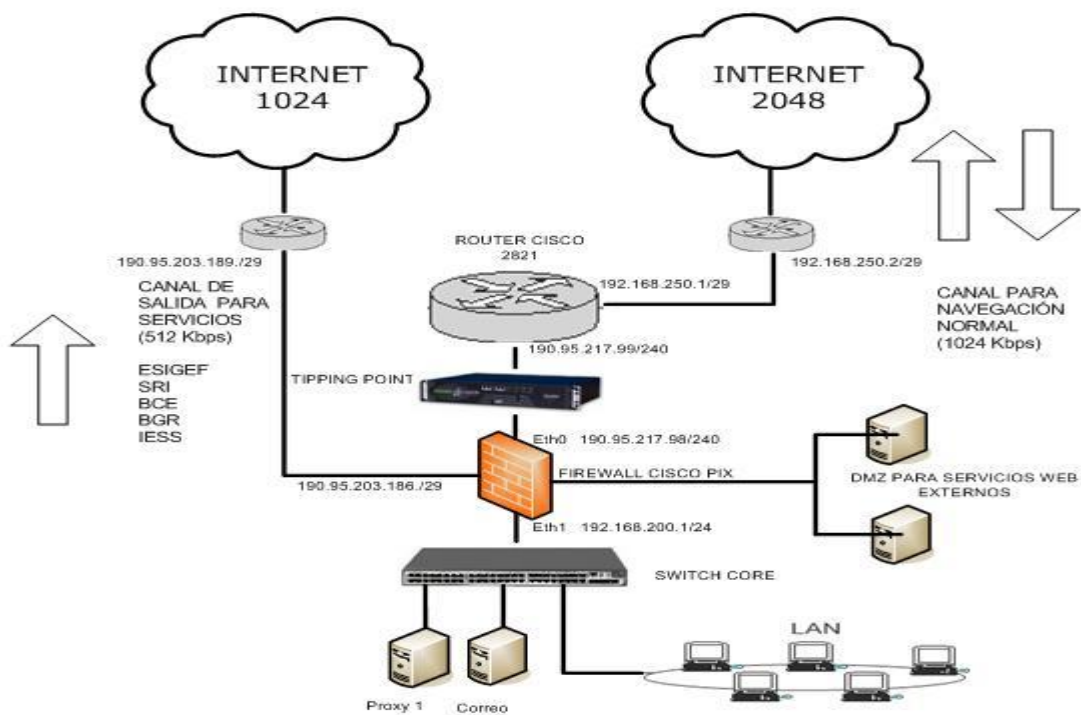 INTERNET
1024
INTERNET
2048
ROUTER CISCO
2821
190.95.203.189./29
192.168.250.1/29
192.168.250.2/29
CANAL DE
SALIDA PARA
SERVICIOS
(512 Kbps)
ESIGEF
SRI
BCE
BGR
IESS
CANAL PARA
NAVEGACIÓN
NORMAL
(1024 Kbps)
190.95.217.99/240
TIPPING POINT
Eth0 190.95.217.98/240
FIREWALL CISCO PIX
190.95.203.186./29
DMZ PARA SERVICIOS WEB
EXTERNOS
Eth1 192.168.200.1/24
SWITCH CORE
LAN
Proxy 1
Correo